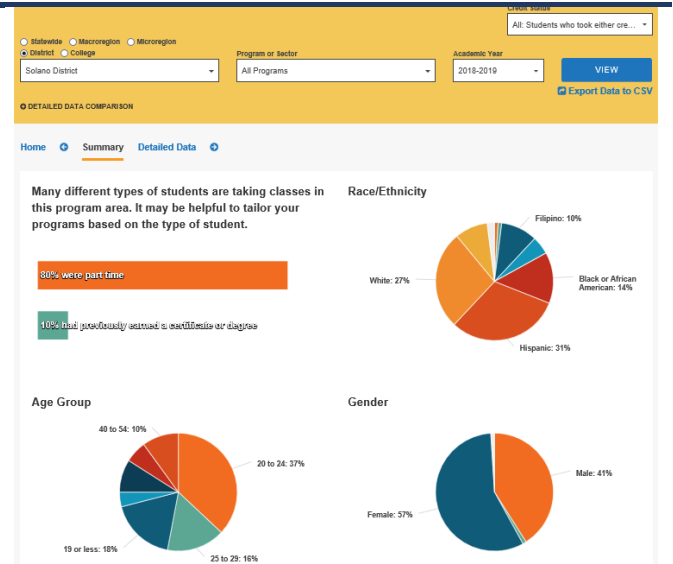 Credit Status
All: Students who took either cre...
Statewide Macroregion Microregion
District College
Program or Sector
Academic Year
Solano District
All Programs
2018-2019
VIEW
Export Data to CSV
DETAILED DATA COMPARISON
Home Summary Detailed Data
Many different types of students are taking classes in
this program area. It may be helpful to tailor your
programs based on the type of student.
80% were part time
10% had previously earned a certificate or degree
Race/Ethnicity
Filipino: 10%
White: 27%
Black or African
American: 14%
Hispanic: 31%
Age Group
40 to 54: 10%
20 to 24: 37%
19 or less: 18%
25 to 29: 16%
Gender
Male: 41%
Female: 57%